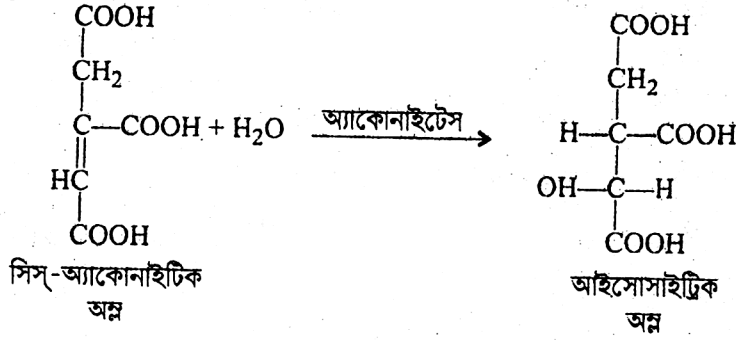 COOH
COOH
CH2
CH2
C—COOH + H2O
অ্যাকোনাইটেস
H—C—COOH
HC
OH—C—H
COOH
COOH
সিস্-অ্যাকোনাইটিক
অম্ল
আইসোসাইট্রিক
অম্ল